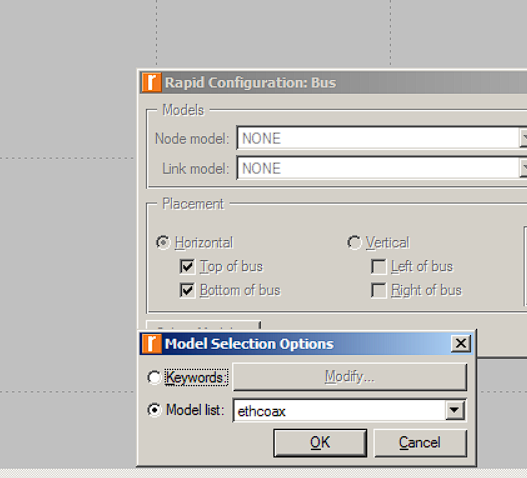 Rapid Configuration: Bus
Models
Node model: NONE
Link model: NONE
Placement
Horizontal
Vertical
Top of bus
Left of bus
Bottom of bus
Right of bus
Model Selection Options
Keywords:
Modify...
Model list: ethcoax
OK
Cancel